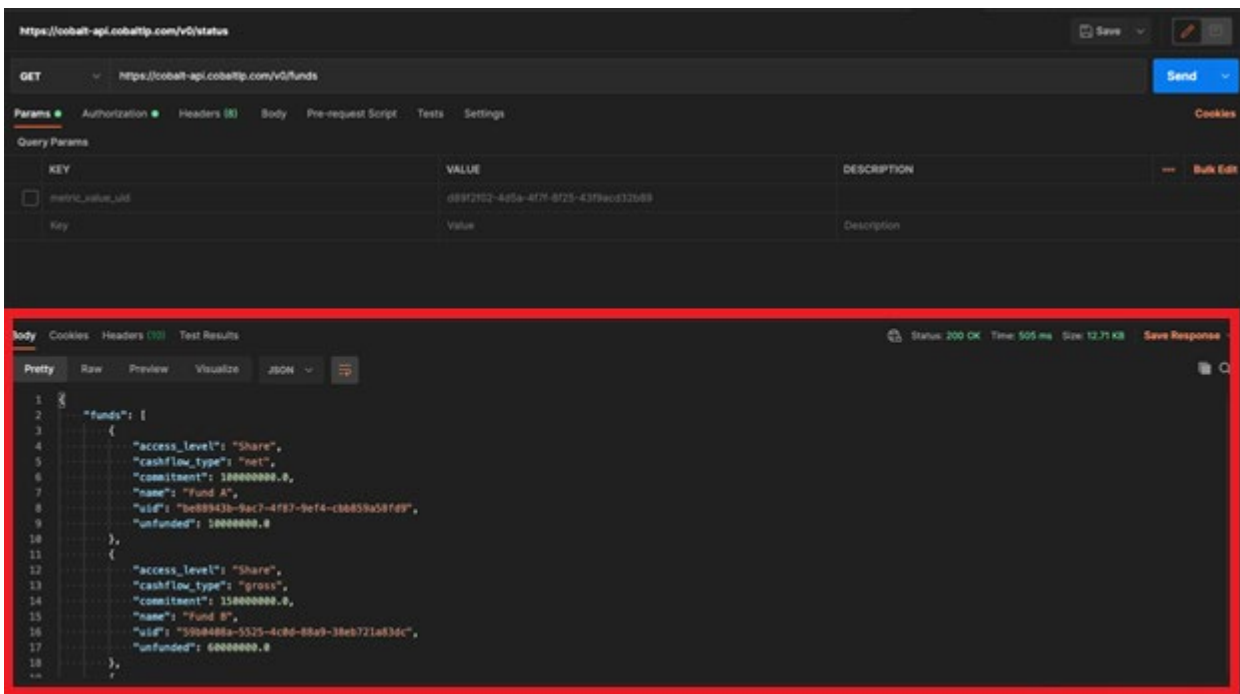 https://cobalt-api.cobaltlp.com/v0/status
Save
GET https://cobalt-api.cobaltlp.com/v0/funds Send
Params Authorization Headers (8) Body Pre-request Script Tests Settings Cookies
Query Params
KEY VALUE DESCRIPTION Bulk Edit
metric_value_uid d89f2f02-4d5a-4f7f-8f25-43f9acd32b89
Key Value Description
Body Cookies Headers (10) Test Results Status: 200 OK Time: 505 ms Size: 12.71 KB Save Response
Pretty Raw Preview Visualize JSON
1 {
2 "funds": [
3 {
4 "access_level": "Share",
5 "cashflow_type": "net",
6 "commitment": 100000000.0,
7 "name": "Fund A",
8 "uid": "be88943b-9ac7-4f87-9ef4-cbb859a58fd9",
9 "unfunded": 10000000.0
10 },
11 {
12 "access_level": "Share",
13 "cashflow_type": "gross",
14 "commitment": 150000000.0,
15 "name": "Fund B",
16 "uid": "59b0408a-5525-4c0d-88a9-38eb721a83dc",
17 "unfunded": 60000000.0
18 },